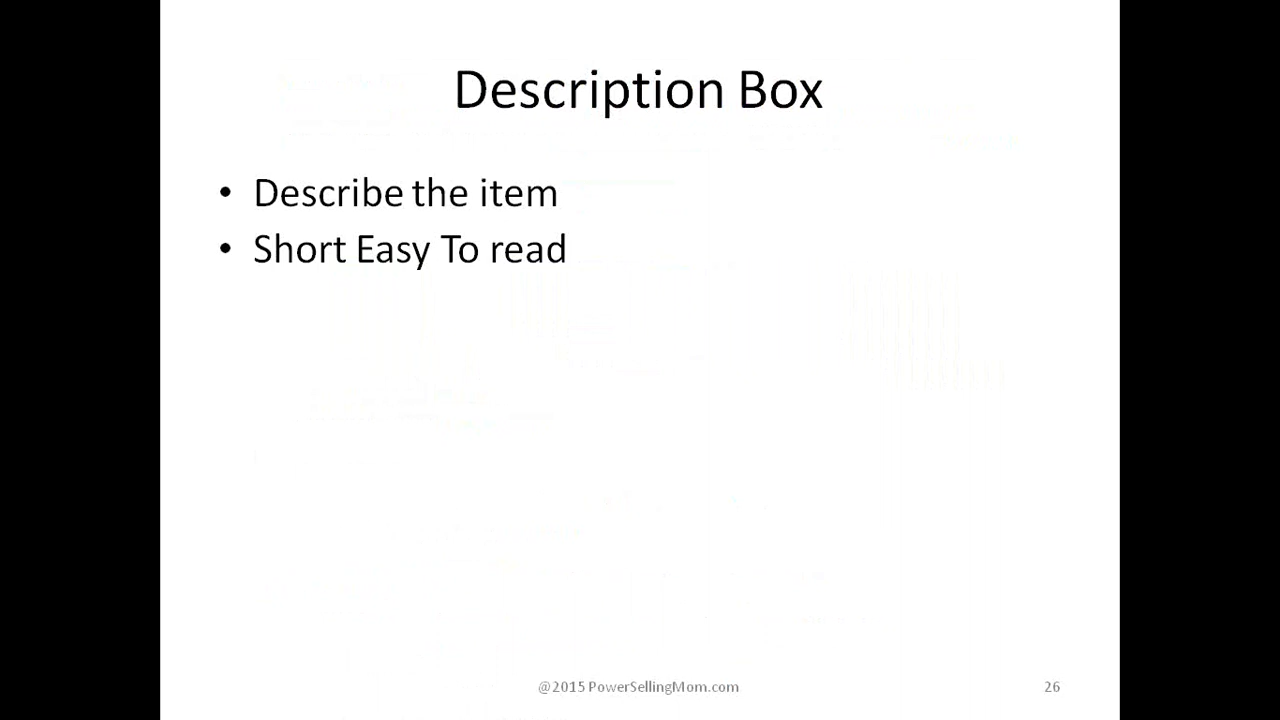 Description Box
• Describe the item
• Short Easy To read
@2015 PowerSellingMom.com
26